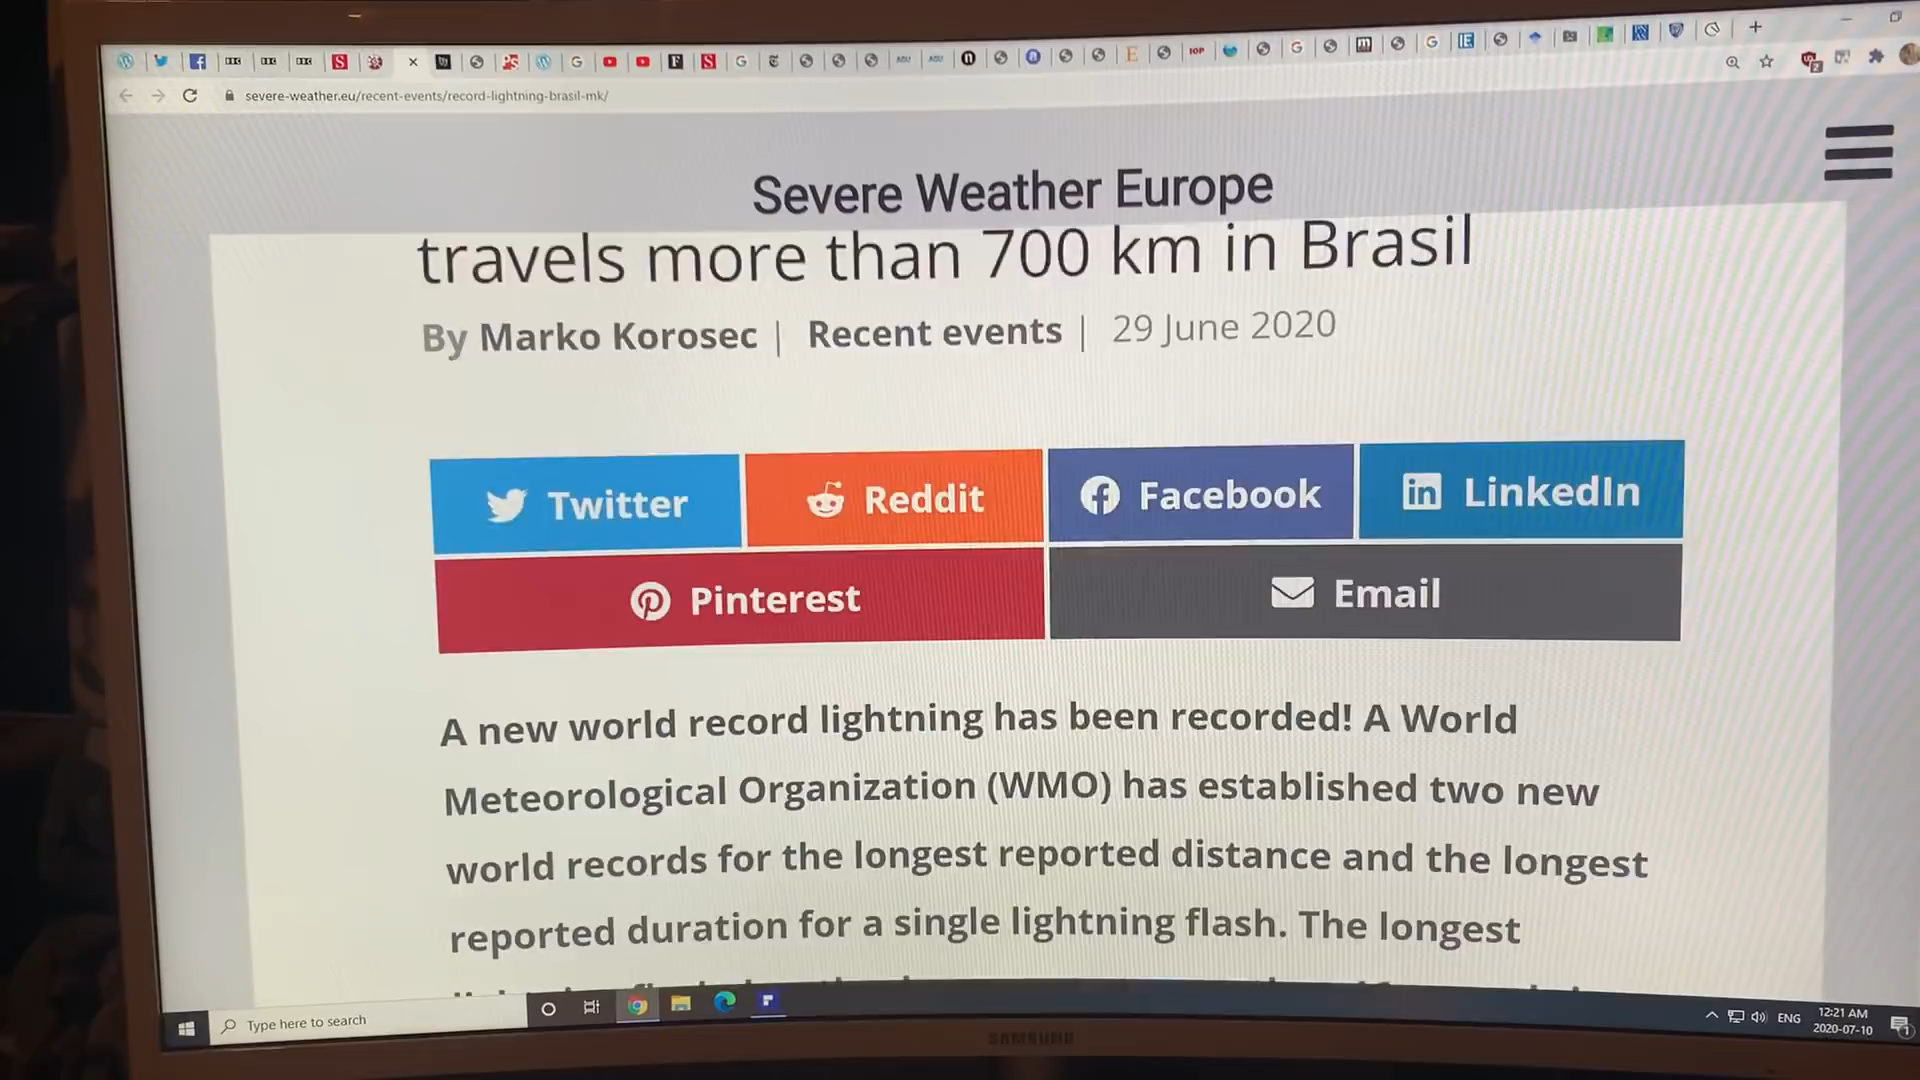 severe-weather.eu/recent-events/record-lightning-brasil-mk/
Severe Weather Europe
travels more than 700 km in Brasil
By Marko Korosec | Recent events | 29 June 2020
Twitter
Reddit
Facebook
LinkedIn
Pinterest
Email
A new world record lightning has been recorded! A World
Meteorological Organization (WMO) has established two new
world records for the longest reported distance and the longest
reported duration for a single lightning flash. The longest
Type here to search
ENG
12:21 AM
2020-07-10
SAMSUNG